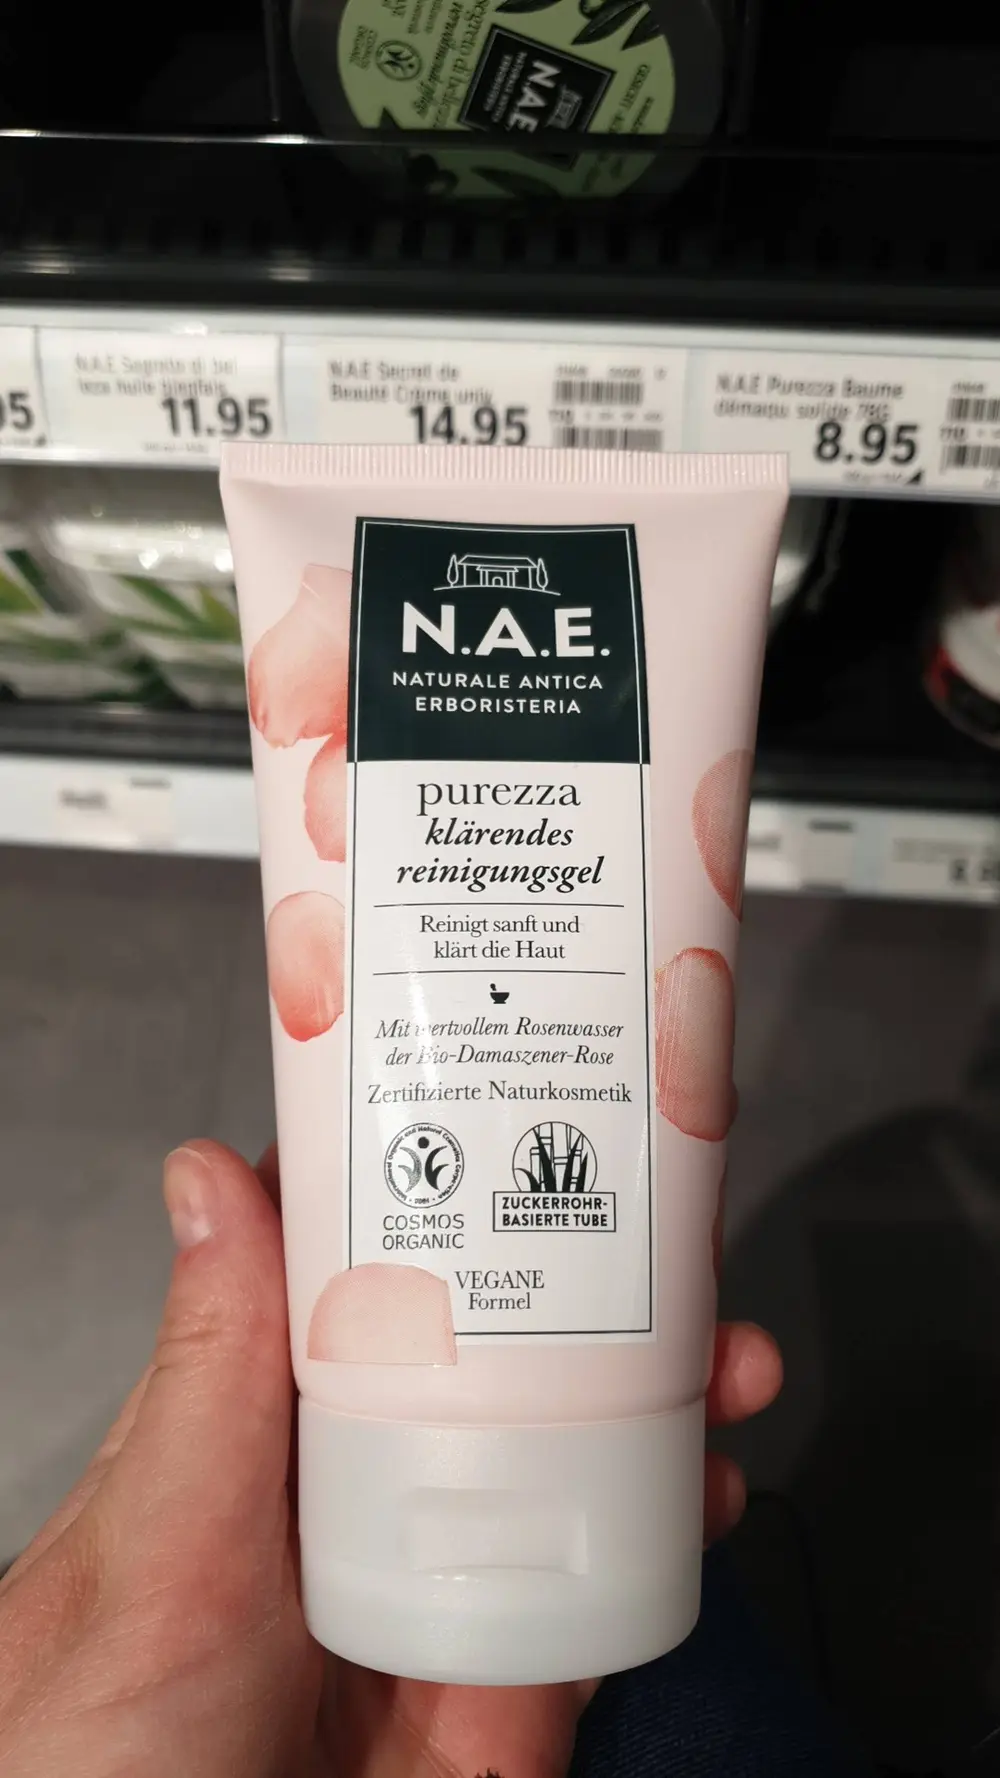 N.A.E.
11.95
N.A.E Secret de
Beauté Crème
14.95
N.A.E Purezza Baume
8.95
N.A.E.
NATURALE ANTICA
ERBORISTERIA
purezza
klärendes
reinigungsgel
Reinigt sanft und
klärt die Haut
Mit wertvollem Rosenwasser
der Bio-Damaszener-Rose
Zertifizierte Naturkosmetik
COSMOS
ORGANIC
ZUCKERROHR-
BASIERTE TUBE
VEGANE
Formel